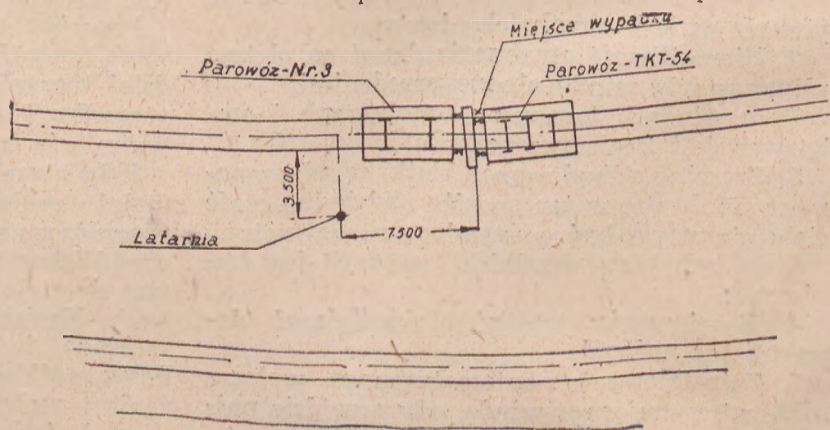 Miejsce wypadku
Parowóz-Nr.3
Parowóz-TKT-54
3.500
7.500
Latarnia